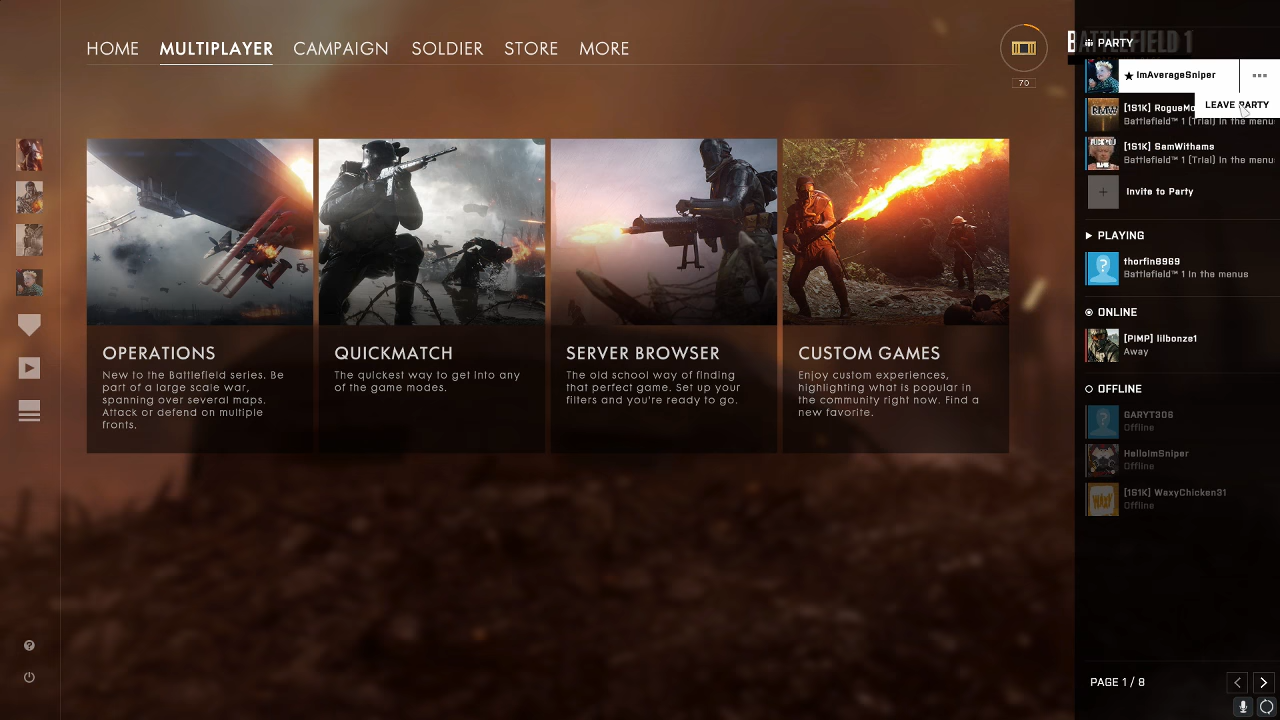 HOME MULTIPLAYER CAMPAIGN SOLDIER STORE MORE
70
BATTLEFIELD 1
PARTY
★ ImAverageSniper
LEAVE PARTY
[1S1K]
Battlefield™ 1 [Trial] In the menu
[1S1K] SamWithams
Battlefield™ 1 [Trial] In the menu
Invite to Party
PLAYING
thorfin8969
Battlefield™ 1 In the menus
ONLINE
[PIMP] lilbonze1
Away
OFFLINE
GARYT306
Offline
HelloImSniper
Offline
[1S1K] WaxyChicken31
Offline
PAGE 1 / 8
OPERATIONS
New to the Battlefield series. Be
part of a large scale war,
spanning over several maps.
Attack or defend on multiple
fronts.
QUICKMATCH
The quickest way to get into any
of the game modes.
SERVER BROWSER
The old school way of finding
that perfect game. Set up your
filters and you're ready to go.
CUSTOM GAMES
Enjoy custom experiences,
highlighting what is popular in
the community right now. Find a
new favorite.